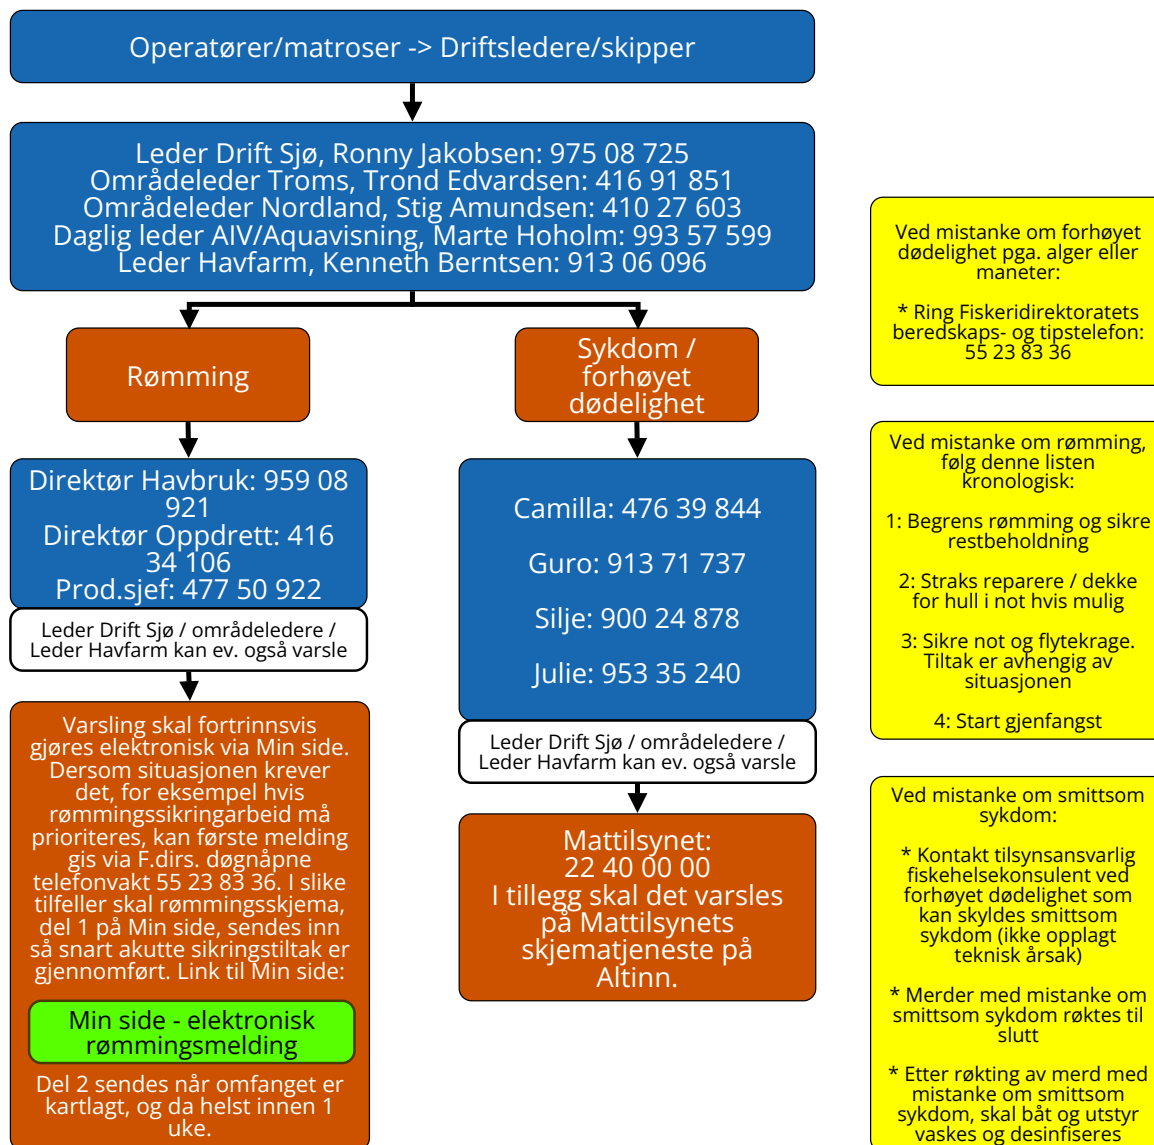 Operatører/matroser -> Driftsledere/skipper
Leder Drift Sjø, Ronny Jakobsen: 975 08 725
Områdeleder Troms, Trond Edvardsen: 416 91 851
Områdeleder Nordland, Stig Amundsen: 410 27 603
Daglig leder AIV/Aquavisning, Marte Hoholm: 993 57 599
Leder Havfarm, Kenneth Berntsen: 913 06 096
Rømming
Direktør Havbruk: 959 08
921
Direktør Oppdrett: 416
34 106
Prod.sjef: 477 50 922
Leder Drift Sjø / områdeledere /
Leder Havfarm kan ev. også varsle
Varsling skal fortrinnsvis
gjøres elektronisk via Min side.
Dersom situasjonen krever
det, for eksempel hvis
rømmingssikringarbeid må
prioriteres, kan første melding
gis via F.dirs. døgnåpne
telefonvakt 55 23 83 36. I slike
tilfeller skal rømmingsskjema,
del 1 på Min side, sendes inn
så snart akutte sikringstiltak er
gjennomført. Link til Min side:
Min side - elektronisk
rømmingsmelding
Del 2 sendes når omfanget er
kartlagt, og da helst innen 1
uke.
Sykdom /
forhøyet
dødelighet
Camilla: 476 39 844
Guro: 913 71 737
Silje: 900 24 878
Julie: 953 35 240
Leder Drift Sjø / områdeledere /
Leder Havfarm kan ev. også varsle
Mattilsynet:
22 40 00 00
I tillegg skal det varsles
på Mattilsynets
skjematjeneste på
Altinn.
Ved mistanke om forhøyet
dødelighet pga. alger eller
maneter:
* Ring Fiskeridirektoratets
beredskaps- og tipstelefon:
55 23 83 36
Ved mistanke om rømming,
følg denne listen
kronologisk:
1: Begrens rømming og sikre
restbeholdning
2: Straks reparere / dekke
for hull i not hvis mulig
3: Sikre not og flytekrage.
Tiltak er avhengig av
situasjonen
4: Start gjenfangst
Ved mistanke om smittsom
sykdom:
* Kontakt tilsynsansvarlig
fiskehelsekonsulent ved
forhøyet dødelighet som
kan skyldes smittsom
sykdom (ikke opplagt
teknisk årsak)
* Merder med mistanke om
smittsom sykdom røktes til
slutt
* Etter røkting av merd med
mistanke om smittsom
sykdom, skal båt og utstyr
vaskes og desinfiseres